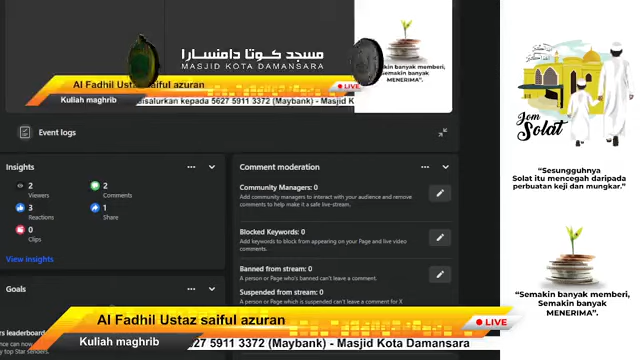 مسجد كوتا دامنسارا
MASJID KOTA DAMANSARA
Semakin banyak memberi,
Semakin banyak
MENERIMA”.
Al Fadhil Ustaz saiful azuran
LIVE
Kuliah maghrib
disalurkan kepada 5627 5911 3372 (Maybank) - Masjid K
Event logs
Insights
2
Viewers
2
Comments
3
Reactions
1
Share
0
Clips
View insights
Goals
Comment moderation
Community Managers: 0
Add community managers to interact with your audience and remove
comments to help make it a safe live-stream.
Blocked Keywords: 0
Add keywords to block from appearing on your Page and live video
comments.
Banned from stream: 0
A person or Page who's banned can't leave a comment.
Suspended from stream: 0
A person or Page which is suspended can't leave a comment for X
Al Fadhil Ustaz saiful azuran
LIVE
Kuliah maghrib
627 5911 3372 (Maybank) - Masjid Kota Damansara
Jom
Solat
“Sesungguhnya
Solat itu mencegah daripada
perbuatan keji dan mungkar.”
“Semakin banyak memberi,
Semakin banyak
MENERIMA”.